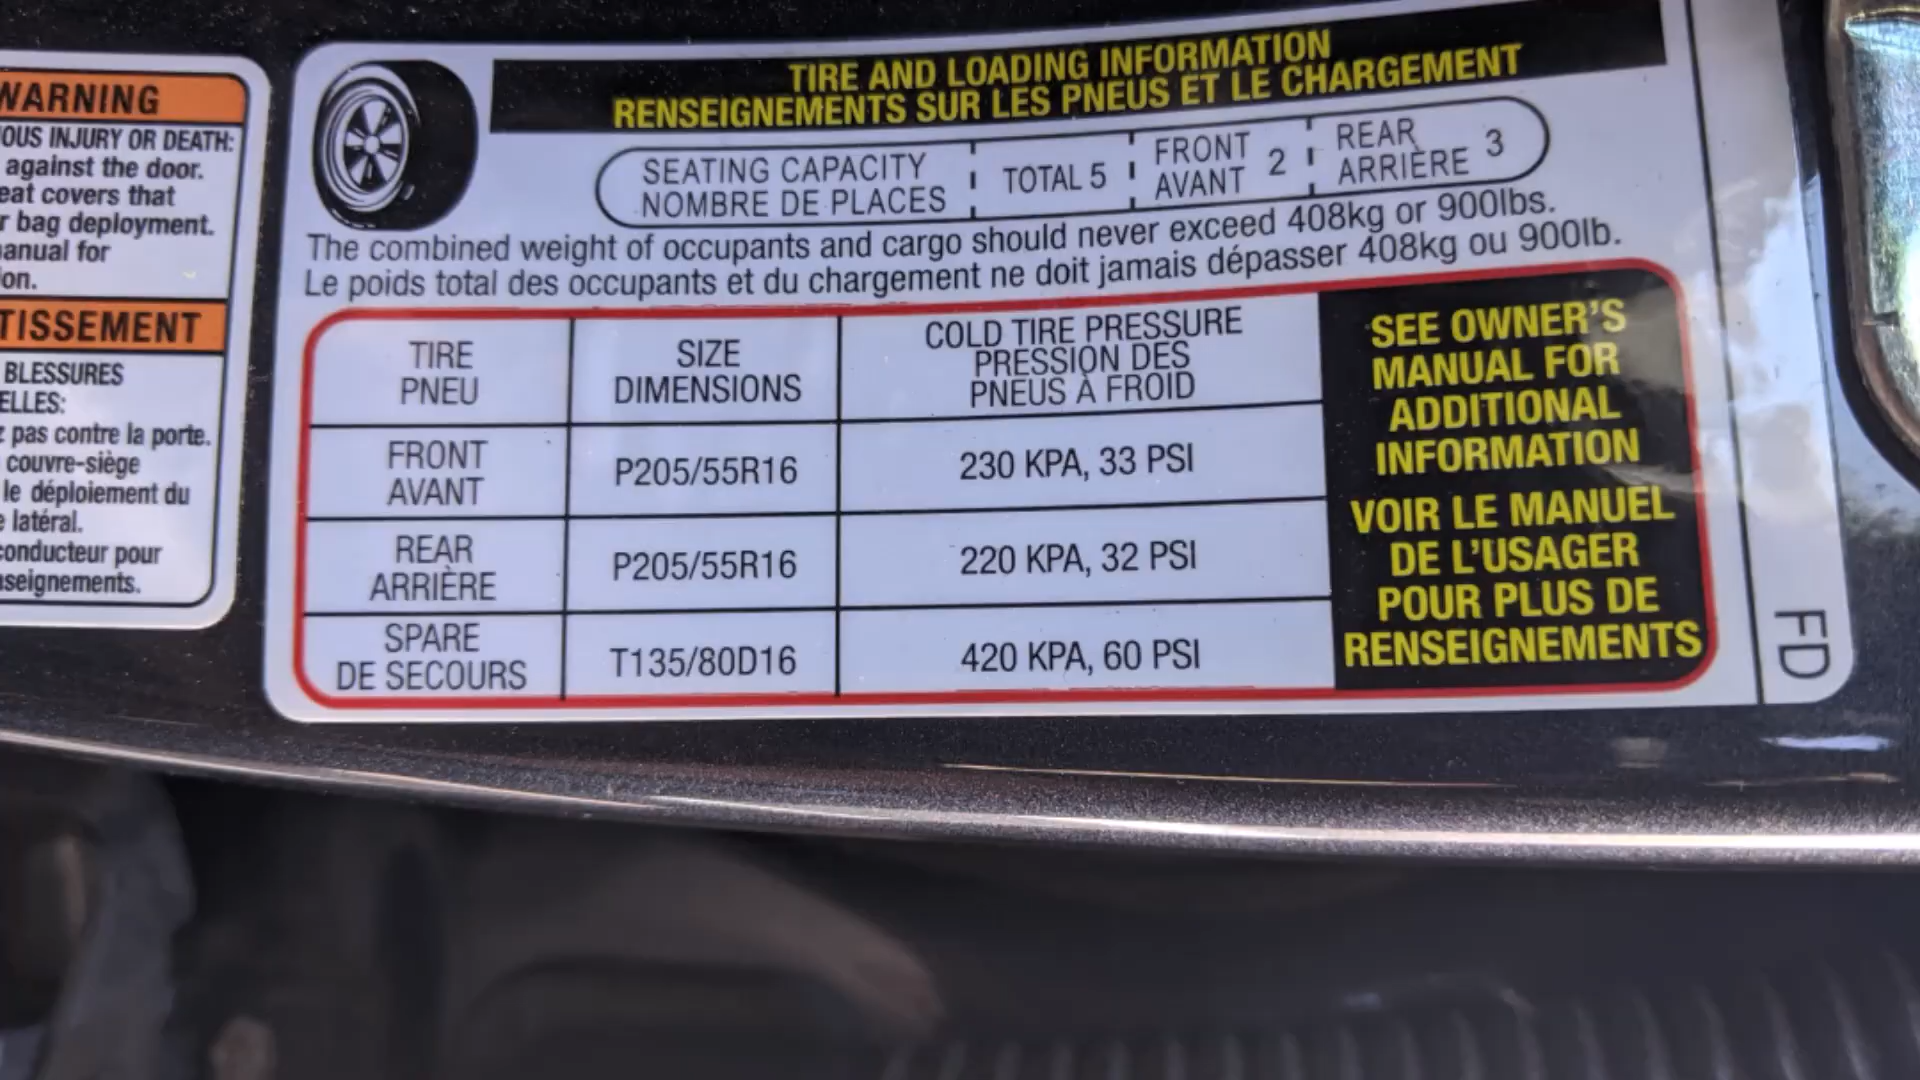 WARNING
OUS INJURY OR DEATH:
against the door.
eat covers that
r bag deployment.
anual for
on.
TISSEMENT
BLESSURES
ELLES:
z pas contre la porte.
couvre-siège
le déploiement du
e latéral.
conducteur pour
nseignements.
TIRE AND LOADING INFORMATION
RENSEIGNEMENTS SUR LES PNEUS ET LE CHARGEMENT
SEATING CAPACITY
NOMBRE DE PLACES
TOTAL 5
FRONT
AVANT 2
REAR
ARRIÈRE 3
The combined weight of occupants and cargo should never exceed 408kg or 900lbs.
Le poids total des occupants et du chargement ne doit jamais dépasser 408kg ou 900lb.
TIRE
PNEU
SIZE
DIMENSIONS
COLD TIRE PRESSURE
PRESSION DES
PNEUS À FROID
FRONT
AVANT
P205/55R16
230 KPA, 33 PSI
REAR
ARRIÈRE
P205/55R16
220 KPA, 32 PSI
SPARE
DE SECOURS
T135/80D16
420 KPA, 60 PSI
SEE OWNER'S
MANUAL FOR
ADDITIONAL
INFORMATION
VOIR LE MANUEL
DE L'USAGER
POUR PLUS DE
RENSEIGNEMENTS
FD